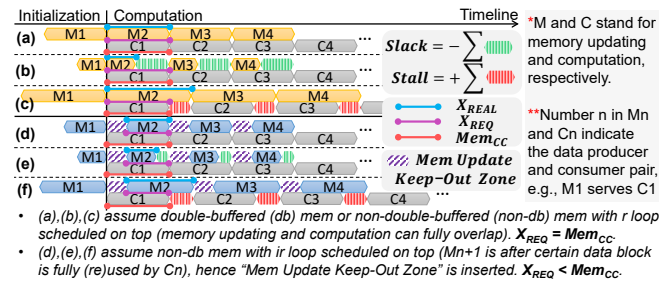 Initialization Computation Timeline
(a) M1 M2 M3 M4 ...
C1 C2 C3 C4
(b) M1 M2 M3 M4 ...
C1 C2 C3 C4
(c) M1 M2 M3 M4 ...
C1 C2 C3 C4
(d) M1 M2 M3 M4 ...
C1 C2 C3 C4
(e) M1 M2 M3 M4 ...
C1 C2 C3 C4
(f) M1 M2 M3 M4
C1 C2 C3 C4 ...
Slack = − ∑
Stall = + ∑
X_REAL
X_REQ
Mem_CC
Mem Update
Keep-Out Zone
*M and C stand for
memory updating
and computation,
respectively.
**Number n in Mn
and Cn indicate
the data producer
and consumer pair,
e.g., M1 serves C1
• (a),(b),(c) assume double-buffered (db) mem or non-double-buffered (non-db) mem with r loop
scheduled on top (memory updating and computation can fully overlap). X_REQ = Mem_CC.
• (d),(e),(f) assume non-db mem with ir loop scheduled on top (Mn+1 is after certain data block
is fully (re)used by Cn), hence “Mem Update Keep-Out Zone” is inserted. X_REQ < Mem_CC.